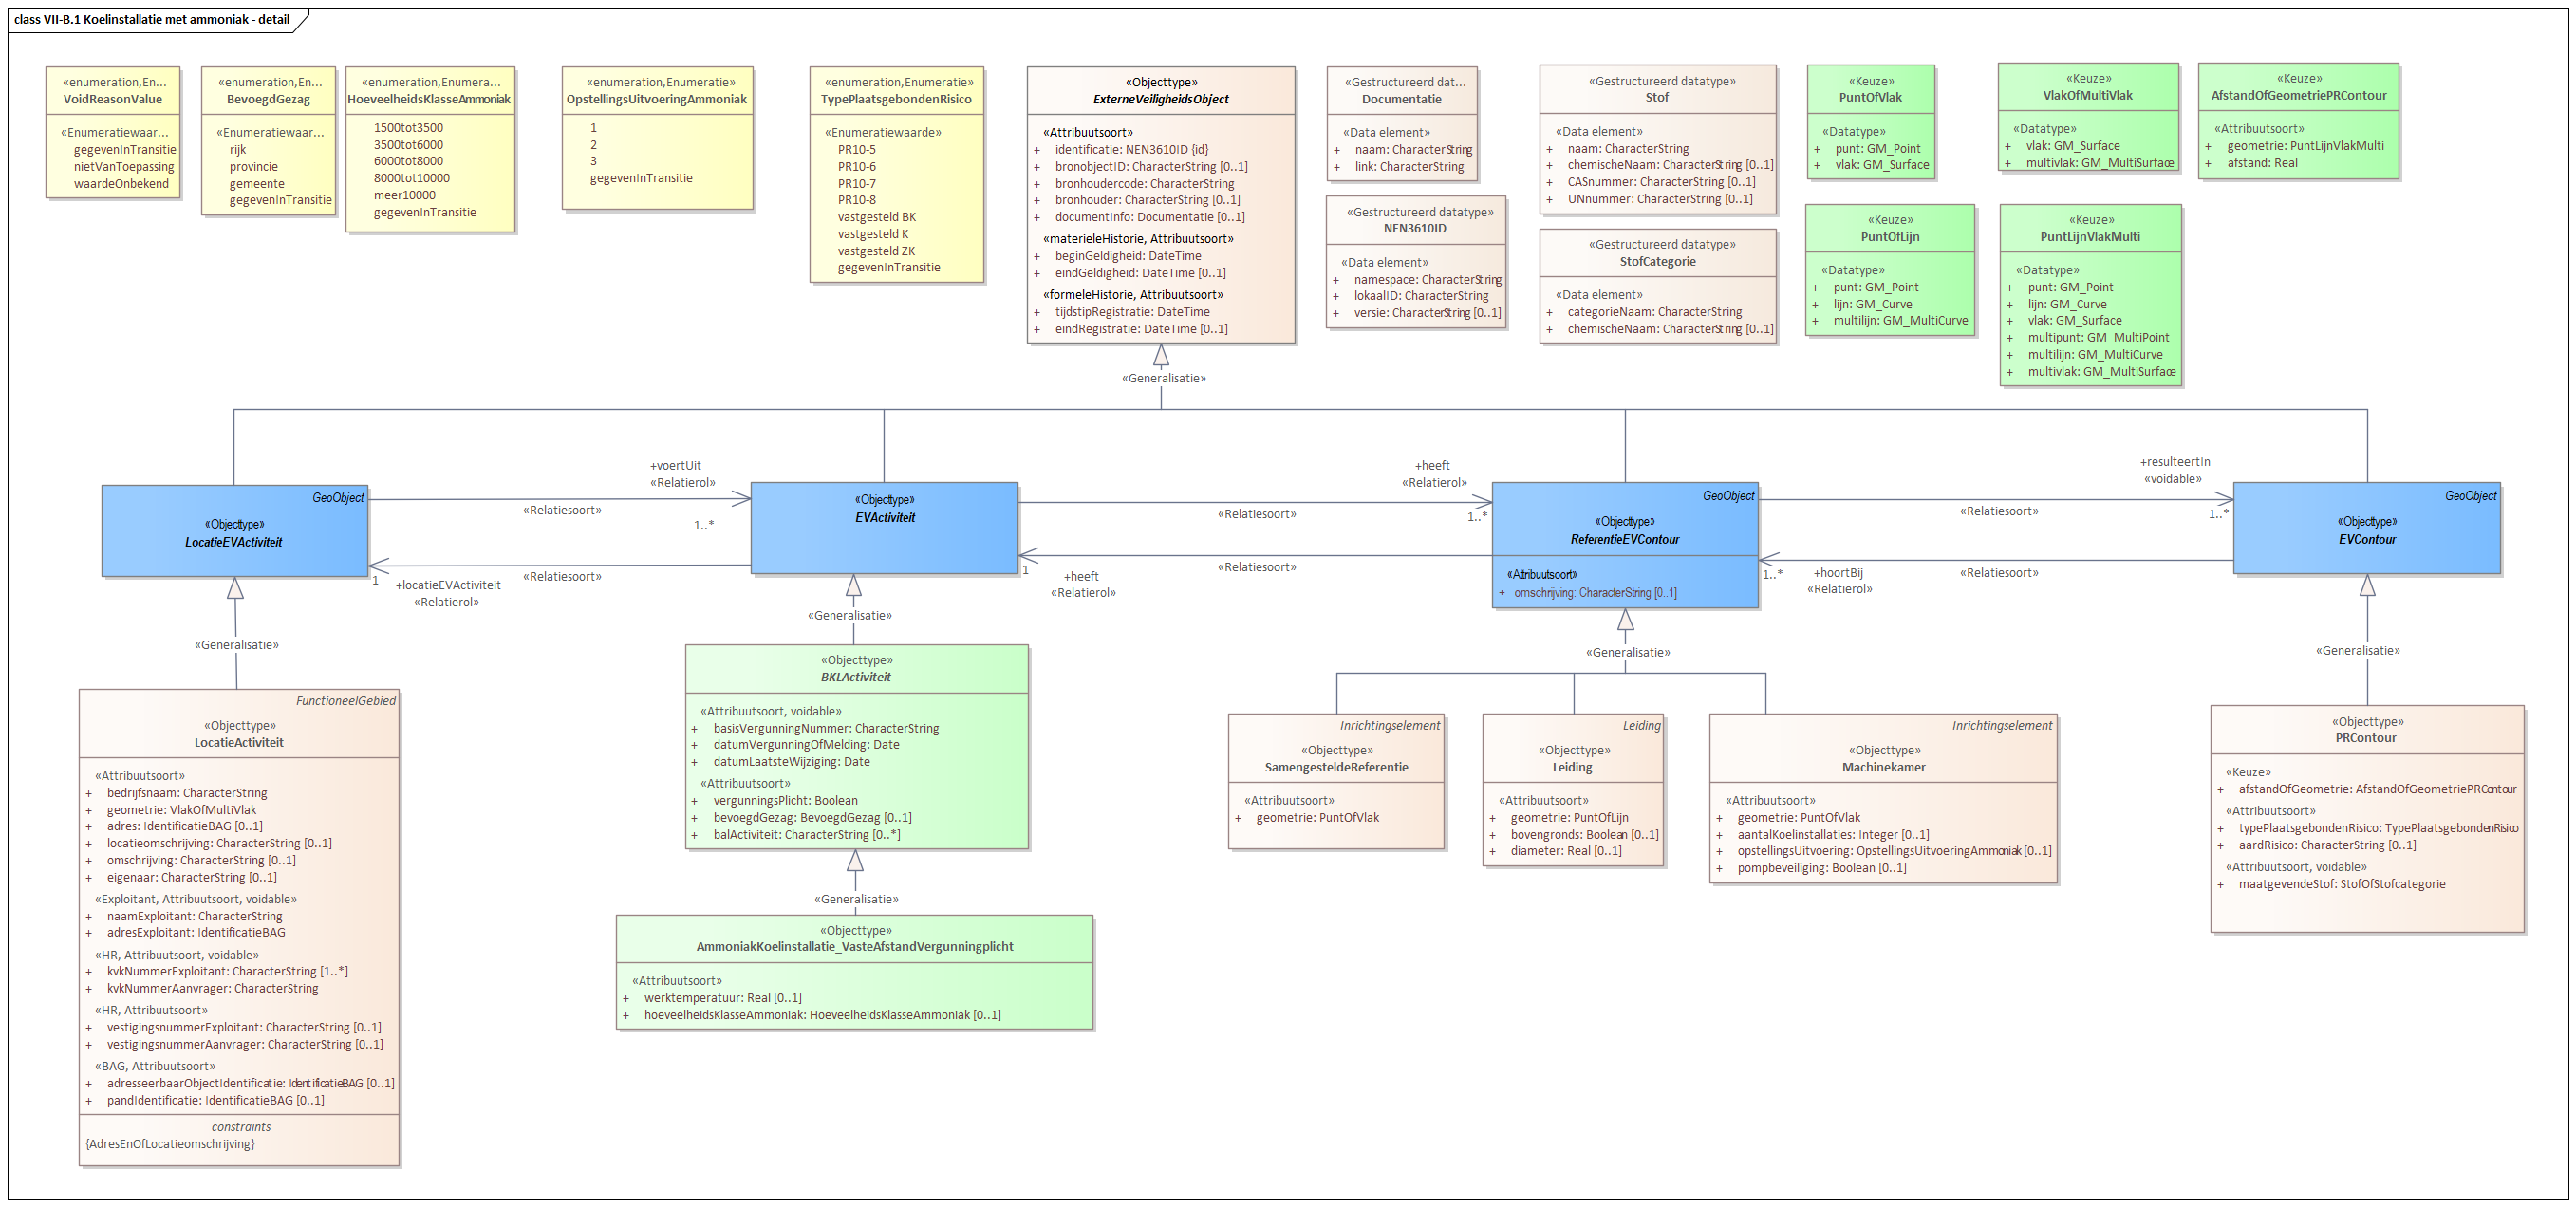 class VII-B.1 Koelinstallatie met ammoniak - detail
«enumeration,En...
VoidReasonValue
«Enumeratiewaar...
gegevenInTransitie
nietVanToepassing
waardeOnbekend
«enumeration,En...
BevoegdGezag
«Enumeratiewaar...
rijk
provincie
gemeente
gegevenInTransitie
«enumeration,Enumera...
HoeveelheidsKlasseAmmoniak
1500tot3500
3500tot6000
6000tot8000
8000tot10000
meer10000
gegevenInTransitie
«enumeration,Enumeratie»
OpstellingsUitvoeringAmmoniak
1
2
3
gegevenInTransitie
«enumeration,Enumeratie»
TypePlaatsgebondenRisico
«Enumeratiewaarde»
PR10-5
PR10-6
PR10-7
PR10-8
vastgesteld BK
vastgesteld K
vastgesteld ZK
gegevenInTransitie
«Objecttype»
ExterneVeiligheidsObject
«Attribuutsoort»
+ identificatie: NEN3610ID {id}
+ bronobjectID: CharacterString [0..1]
+ bronhoudercode: CharacterString
+ bronhouder: CharacterString [0..1]
+ documentInfo: Documentatie [0..1]
«materieleHistorie, Attribuutsoort»
+ beginGeldigheid: DateTime
+ eindGeldigheid: DateTime [0..1]
«formeleHistorie, Attribuutsoort»
+ tijdstipRegistratie: DateTime
+ eindRegistratie: DateTime [0..1]
«Gestructureerd dat...
Documentatie
«Data element»
+ naam: CharacterString
+ link: CharacterString
«Gestructureerd datatype»
NEN3610ID
«Data element»
+ namespace: CharacterString
+ lokaalID: CharacterString
+ versie: CharacterString [0..1]
«Gestructureerd datatype»
Stof
«Data element»
+ naam: CharacterString
+ chemischeNaam: CharacterString [0..1]
+ CASnummer: CharacterString [0..1]
+ UNnummer: CharacterString [0..1]
«Gestructureerd datatype»
StofCategorie
«Data element»
+ categorieNaam: CharacterString
+ chemischeNaam: CharacterString [0..1]
«Keuze»
PuntOfVlak
«Datatype»
+ punt: GM_Point
+ vlak: GM_Surface
«Keuze»
PuntOfLijn
«Datatype»
+ punt: GM_Point
+ lijn: GM_Curve
+ multilijn: GM_MultiCurve
«Keuze»
VlakOfMultiVlak
«Datatype»
+ vlak: GM_Surface
+ multivlak: GM_MultiSurface
«Keuze»
PuntLijnVlakMulti
«Datatype»
+ punt: GM_Point
+ lijn: GM_Curve
+ vlak: GM_Surface
+ multipunt: GM_MultiPoint
+ multilijn: GM_MultiCurve
+ multivlak: GM_MultiSurface
«Keuze»
AfstandOfGeometriePRContour
«Attribuutsoort»
+ geometrie: PuntLijnVlakMulti
+ afstand: Real
«Generalisatie»
GeoObject
«Objecttype»
LocatieEVActiviteit
+voertUit
«Relatierol»
«Relatiesoort»
1..*
1
+locatieEVActiviteit
«Relatierol»
«Relatiesoort»
«Objecttype»
EVActiviteit
+heeft
«Relatierol»
«Relatiesoort»
1..*
1
+heeft
«Relatierol»
«Relatiesoort»
GeoObject
«Objecttype»
ReferentieEVContour
«Attribuutsoort»
+ omschrijving: CharacterString [0..1]
+resulteertIn
«voidable»
«Relatiesoort»
1..*
1..*
+hoortBij
«Relatierol»
«Relatiesoort»
GeoObject
«Objecttype»
EVContour
«Generalisatie»
«Generalisatie»
«Generalisatie»
«Generalisatie»
FunctioneelGebied
«Objecttype»
LocatieActiviteit
«Attribuutsoort»
+ bedrijfsnaam: CharacterString
+ geometrie: VlakOfMultiVlak
+ adres: IdentificatieBAG [0..1]
+ locatieomschrijving: CharacterString [0..1]
+ omschrijving: CharacterString [0..1]
+ eigenaar: CharacterString [0..1]
«Exploitant, Attribuutsoort, voidable»
+ naamExploitant: CharacterString
+ adresExploitant: IdentificatieBAG
«HR, Attribuutsoort, voidable»
+ kvkNummerExploitant: CharacterString [1..*]
+ kvkNummerAanvrager: CharacterString
«HR, Attribuutsoort»
+ vestigingsnummerExploitant: CharacterString [0..1]
+ vestigingsnummerAanvrager: CharacterString [0..1]
«BAG, Attribuutsoort»
+ adresseerbaarObjectIdentificatie: IdentificatieBAG [0..1]
+ pandIdentificatie: IdentificatieBAG [0..1]
constraints
{AdresEnOfLocatieomschrijving}
«Objecttype»
BKLActiviteit
«Attribuutsoort, voidable»
+ basisVergunningNummer: CharacterString
+ datumVergunningOfMelding: Date
+ datumLaatsteWijziging: Date
«Attribuutsoort»
+ vergunningsPlicht: Boolean
+ bevoegdGezag: BevoegdGezag [0..1]
+ balActiviteit: CharacterString [0..*]
«Generalisatie»
«Objecttype»
AmmoniakKoelinstallatie_VasteAfstandVergunningplicht
«Attribuutsoort»
+ werktemperatuur: Real [0..1]
+ hoeveelheidsKlasseAmmoniak: HoeveelheidsKlasseAmmoniak [0..1]
Inrichtingselement
«Objecttype»
SamengesteldeReferentie
«Attribuutsoort»
+ geometrie: PuntOfVlak
Leiding
«Objecttype»
Leiding
«Attribuutsoort»
+ geometrie: PuntOfLijn
+ bovengronds: Boolean [0..1]
+ diameter: Real [0..1]
Inrichtingselement
«Objecttype»
Machinekamer
«Attribuutsoort»
+ geometrie: PuntOfVlak
+ aantalKoelinstallaties: Integer [0..1]
+ opstellingsUitvoering: OpstellingsUitvoeringAmmoniak [0..1]
+ pompbeveiliging: Boolean [0..1]
«Objecttype»
PRContour
«Keuze»
+ afstandOfGeometrie: AfstandOfGeometriePRContour
«Attribuutsoort»
+ typePlaatsgebondenRisico: TypePlaatsgebondenRisico
+ aardRisico: CharacterString [0..1]
«Attribuutsoort, voidable»
+ maatgevendeStof: StofOfStofcategorie